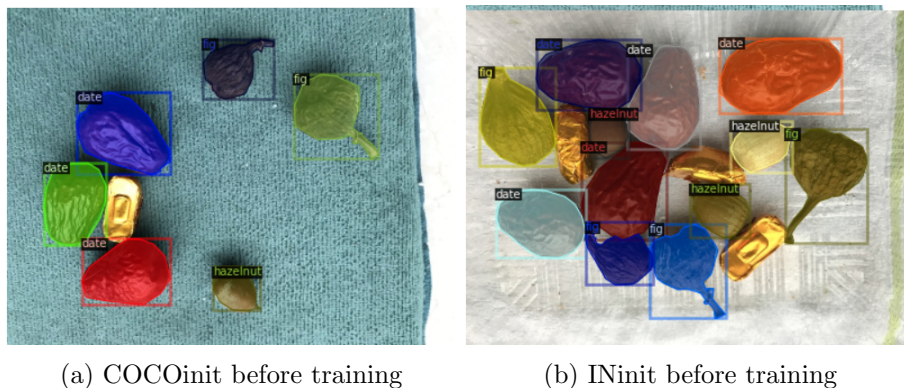 fig
fig
date
date
date
hazelnut
date
date
date
fig
hazelnut
hazelnut
fig
date
hazelnut
date
fig
fig
(a) COCOinit before training
(b) INinit before training